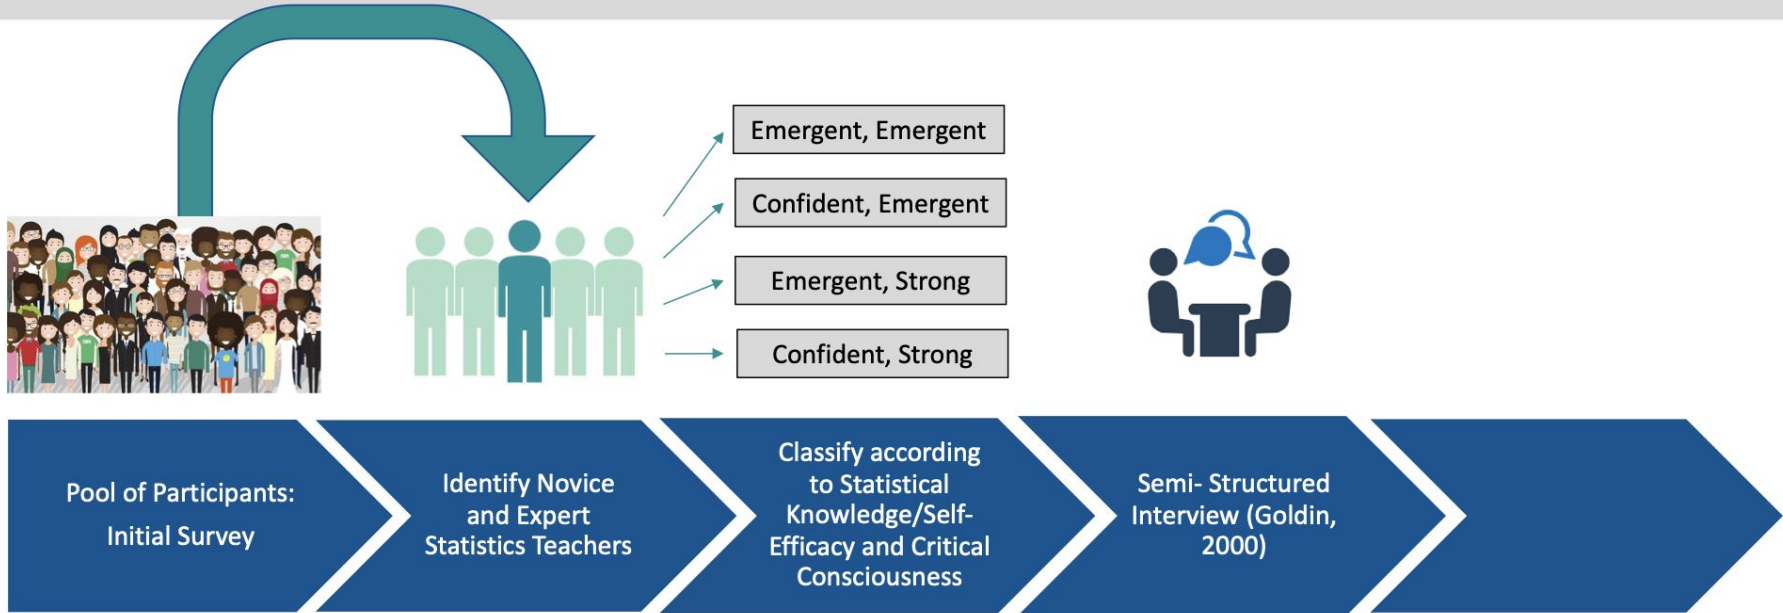 Emergent, Emergent
Confident, Emergent
Emergent, Strong
Confident, Strong
Pool of Participants:
Initial Survey
Identify Novice
and Expert
Statistics Teachers
Classify according
to Statistical
Knowledge/Self-
Efficacy and Critical
Consciousness
Semi- Structured
Interview (Goldin,
2000)